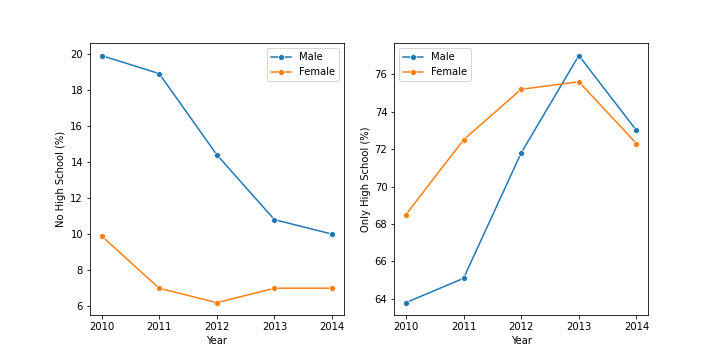 No High School (%)
20
18
16
14
12
10
8
6
2010 2011 2012 2013 2014
Year
Male
Female
Only High School (%)
76
74
72
70
68
66
64
2010 2011 2012 2013 2014
Year
Male
Female